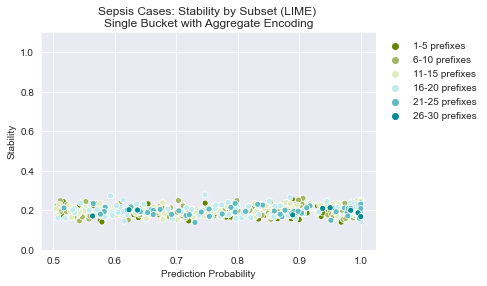 Sepsis Cases: Stability by Subset (LIME)
Single Bucket with Aggregate Encoding
1-5 prefixes
6-10 prefixes
11-15 prefixes
16-20 prefixes
21-25 prefixes
26-30 prefixes
Stability
1.0
0.8
0.6
0.4
0.2
0.0
0.5 0.6 0.7 0.8 0.9 1.0
Prediction Probability